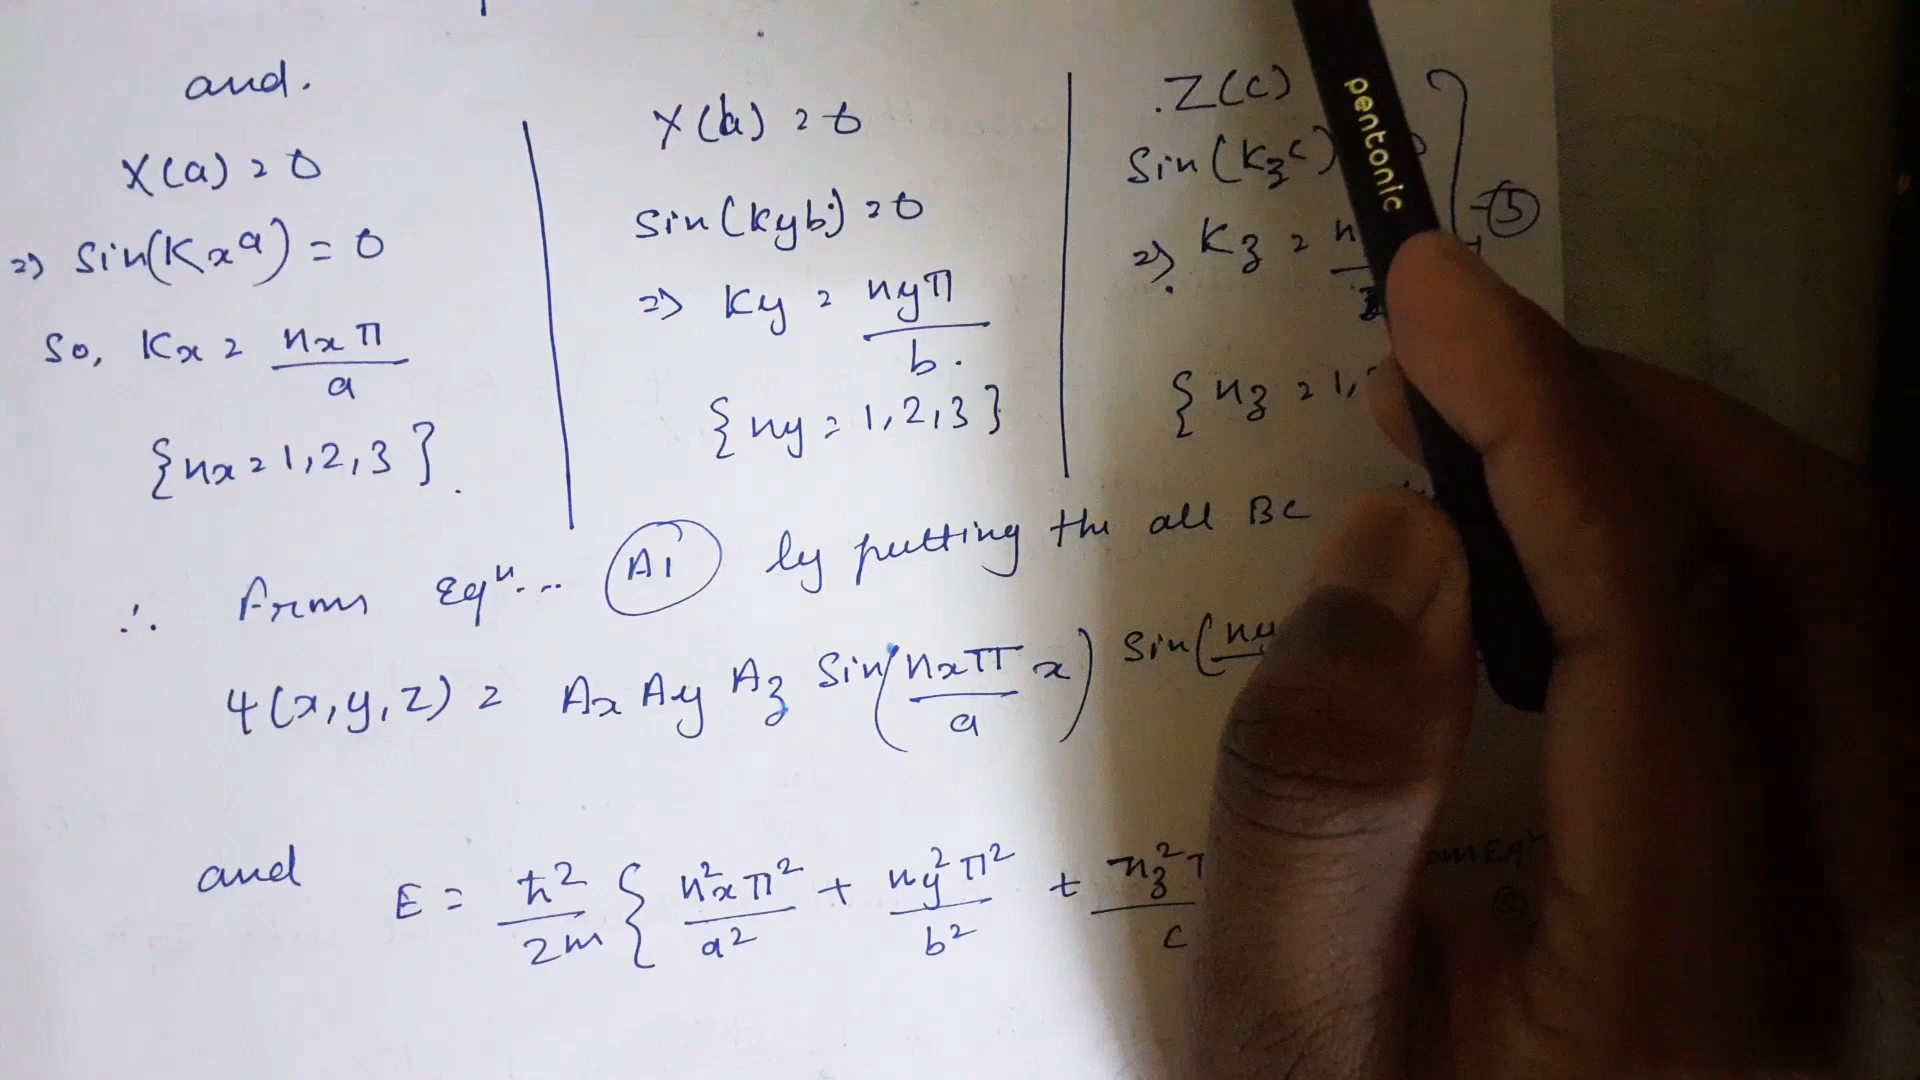 and.
X(a) = 0
=> Sin(Kxa) = 0
So, Kx = nxπ/a
{nx = 1,2,3}.
Y(b) = 0
Sin(Kyb) = 0
=> Ky = nyπ/b.
{ny = 1,2,3}
Z(c)
Sin(Kzc)
=> Kz = n
{nz = 1,
5
pentonic
∴ From Eqn... A1 by putting the all BC
ψ(x,y,z) = Ax Ay Az Sin(nxπ/a x) Sin(ny
and E = ħ²/2m { nx²π²/a² + ny²π²/b² + nz²π/c